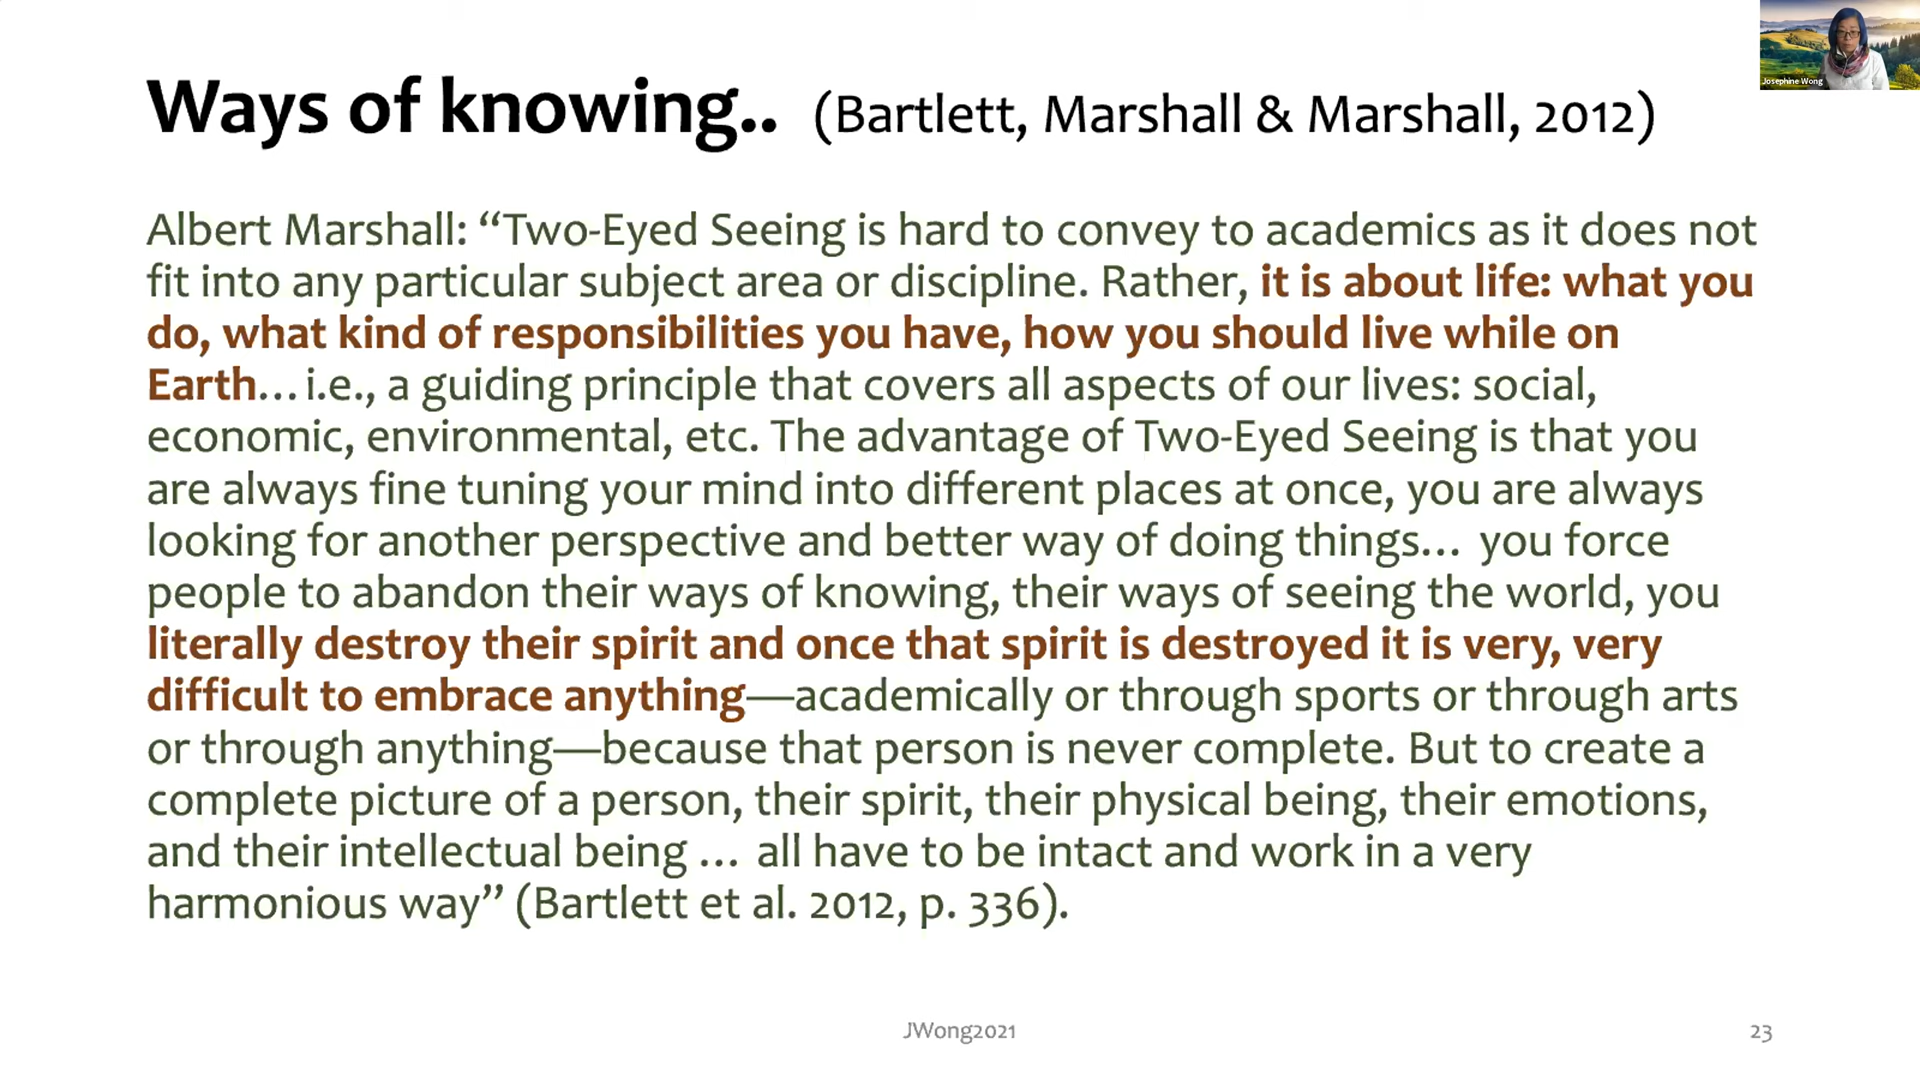 Ways of knowing.. (Bartlett, Marshall & Marshall, 2012)
Josephine Wong
Albert Marshall: “Two-Eyed Seeing is hard to convey to academics as it does not
fit into any particular subject area or discipline. Rather, it is about life: what you
do, what kind of responsibilities you have, how you should live while on
Earth… i.e., a guiding principle that covers all aspects of our lives: social,
economic, environmental, etc. The advantage of Two-Eyed Seeing is that you
are always fine tuning your mind into different places at once, you are always
looking for another perspective and better way of doing things… you force
people to abandon their ways of knowing, their ways of seeing the world, you
literally destroy their spirit and once that spirit is destroyed it is very, very
difficult to embrace anything—academically or through sports or through arts
or through anything—because that person is never complete. But to create a
complete picture of a person, their spirit, their physical being, their emotions,
and their intellectual being … all have to be intact and work in a very
harmonious way” (Bartlett et al. 2012, p. 336).
JWong2021
23